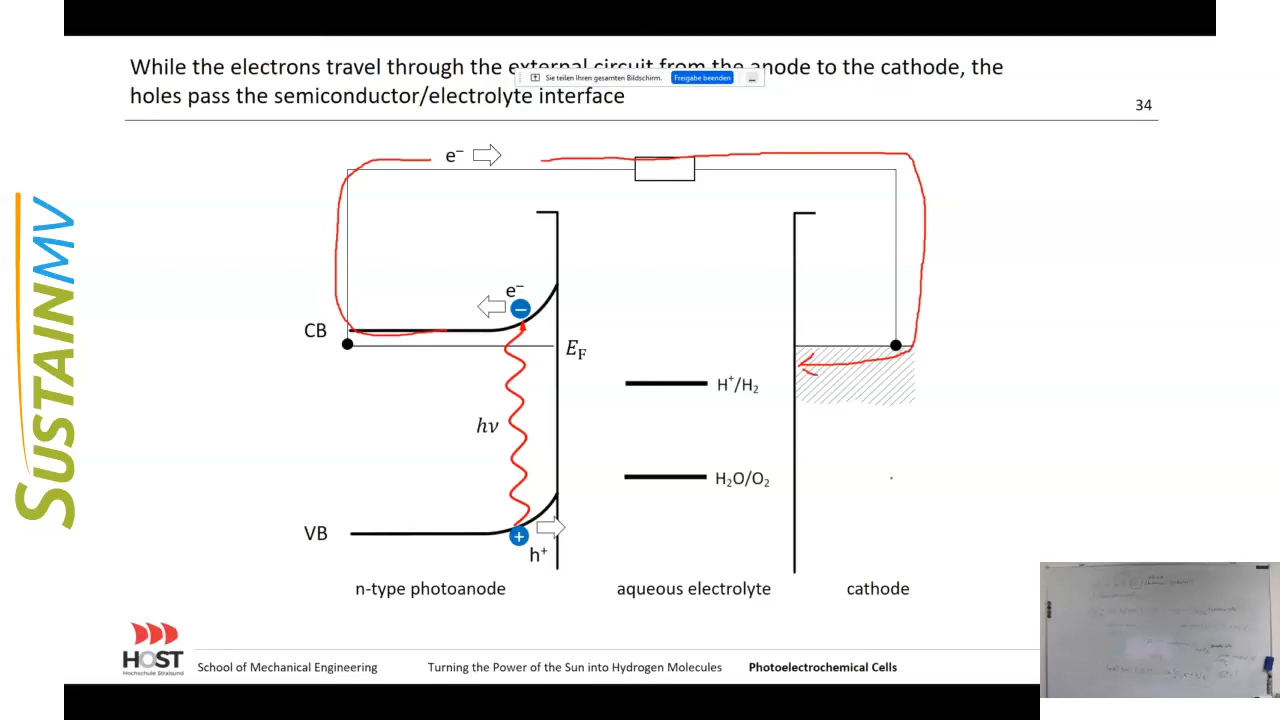 While the electrons travel through the external circuit from the anode to the cathode, the
Sie teilen Ihren gesamten Bildschirm. Freigabe beenden
holes pass the semiconductor/electrolyte interface
34
e⁻
SUSTAINMV
e⁻
CB
E_F
H⁺/H₂
hν
H₂O/O₂
VB
h⁺
n-type photoanode aqueous electrolyte cathode
HOST
Hochschule Stralsund
School of Mechanical Engineering Turning the Power of the Sun into Hydrogen Molecules Photoelectrochemical Cells